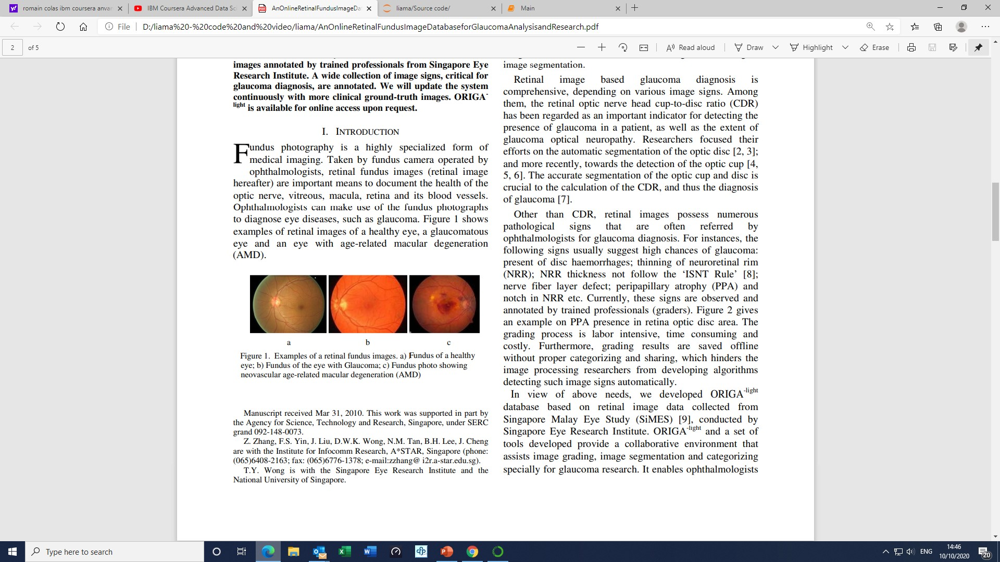 romain colas ibm coursera anvan
IBM Coursera Advanced Data Sci
AnOnlineRetinalFundusImageDa
liama/Source code/
Main
File
D:/liama%20-%20code%20and%20video/liama/AnOnlineRetinalFundusImageDatabaseforGlaucomaAnalysisandResearch.pdf
2 of 5
Read aloud
Draw
Highlight
Erase
images annotated by trained professionals from Singapore Eye
Research Institute. A wide collection of image signs, critical for
glaucoma diagnosis, are annotated. We will update the system
continuously with more clinical ground-truth images. ORIGA-
light is available for online access upon request.
I. INTRODUCTION
Fundus photography is a highly specialized form of
medical imaging. Taken by fundus camera operated by
ophthalmologists, retinal fundus images (retinal image
hereafter) are important means to document the health of the
optic nerve, vitreous, macula, retina and its blood vessels.
Ophthalmologists can make use of the fundus photographs
to diagnose eye diseases, such as glaucoma. Figure 1 shows
examples of retinal images of a healthy eye, a glaucomatous
eye and an eye with age-related macular degeneration
(AMD).
a
b
c
Figure 1. Examples of a retinal fundus images. a) Fundus of a healthy
eye; b) Fundus of the eye with Glaucoma; c) Fundus photo showing
neovascular age-related macular degeneration (AMD)
Manuscript received Mar 31, 2010. This work was supported in part by
the Agency for Science, Technology and Research, Singapore, under SERC
grand 092-148-0073.
Z. Zhang, F.S. Yin, J. Liu, D.W.K. Wong, N.M. Tan, B.H. Lee, J. Cheng
are with the Institute for Infocomm Research, A*STAR, Singapore (phone:
(065)6408-2163; fax: (065)6776-1378; e-mail:zzhang@ i2r.a-star.edu.sg).
T.Y. Wong is with the Singapore Eye Research Institute and the
National University of Singapore.
image segmentation.
Retinal image based glaucoma diagnosis is
comprehensive, depending on various image signs. Among
them, the retinal optic nerve head cup-to-disc ratio (CDR)
has been regarded as an important indicator for detecting the
presence of glaucoma in a patient, as well as the extent of
glaucoma optical neuropathy. Researchers focused their
efforts on the automatic segmentation of the optic disc [2, 3];
and more recently, towards the detection of the optic cup [4,
5, 6]. The accurate segmentation of the optic cup and disc is
crucial to the calculation of the CDR, and thus the diagnosis
of glaucoma [7].
Other than CDR, retinal images possess numerous
pathological signs that are often referred by
ophthalmologists for glaucoma diagnosis. For instances, the
following signs usually suggest high chances of glaucoma:
present of disc haemorrhages; thinning of neuroretinal rim
(NRR); NRR thickness not follow the ‘ISNT Rule’ [8];
nerve fiber layer defect; peripapillary atrophy (PPA) and
notch in NRR etc. Currently, these signs are observed and
annotated by trained professionals (graders). Figure 2 gives
an example on PPA presence in retina optic disc area. The
grading process is labor intensive, time consuming and
costly. Furthermore, grading results are saved offline
without proper categorizing and sharing, which hinders the
image processing researchers from developing algorithms
detecting such image signs automatically.
In view of above needs, we developed ORIGA-light
database based on retinal image data collected from
Singapore Malay Eye Study (SiMES) [9], conducted by
Singapore Eye Research Institute. ORIGA-light and a set of
tools developed provide a collaborative environment that
assists image grading, image segmentation and categorizing
specially for glaucoma research. It enables ophthalmologists
Type here to search
ENG
14:46
10/10/2020
20